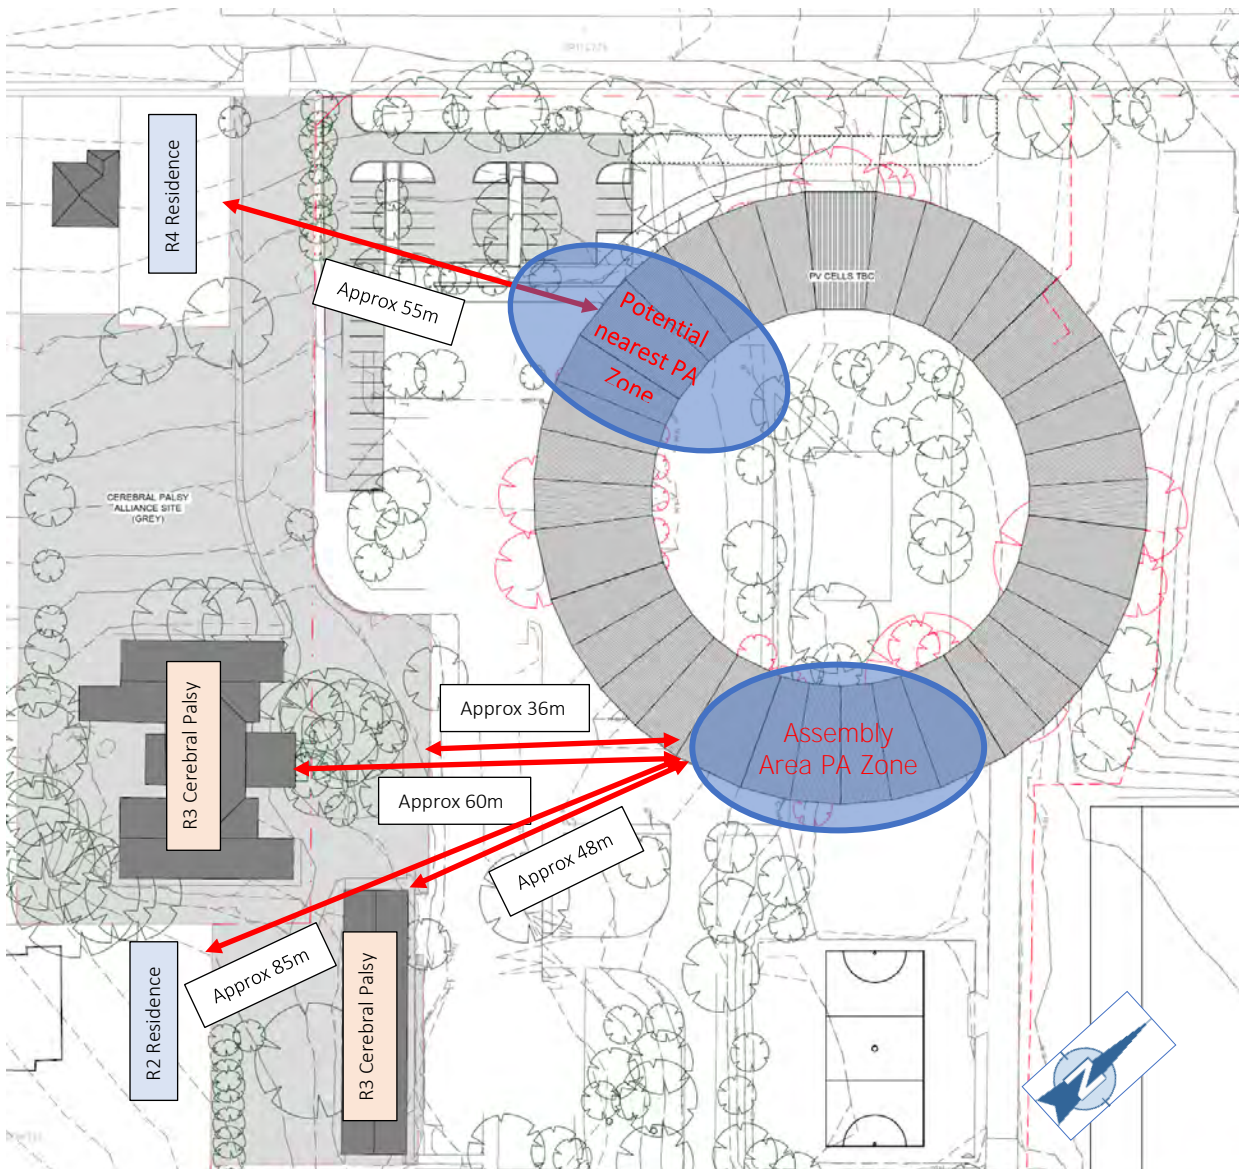 R4 Residence
PV CELLS TBC
Approx 55m
Potential
nearest PA
Zone
CEREBRAL PALSY
ALLIANCE SITE
(GREY)
R3 Cerebral Palsy
Approx 36m
Assembly
Area PA Zone
Approx 60m
Approx 48m
Approx 85m
R2 Residence
R3 Cerebral Palsy
N